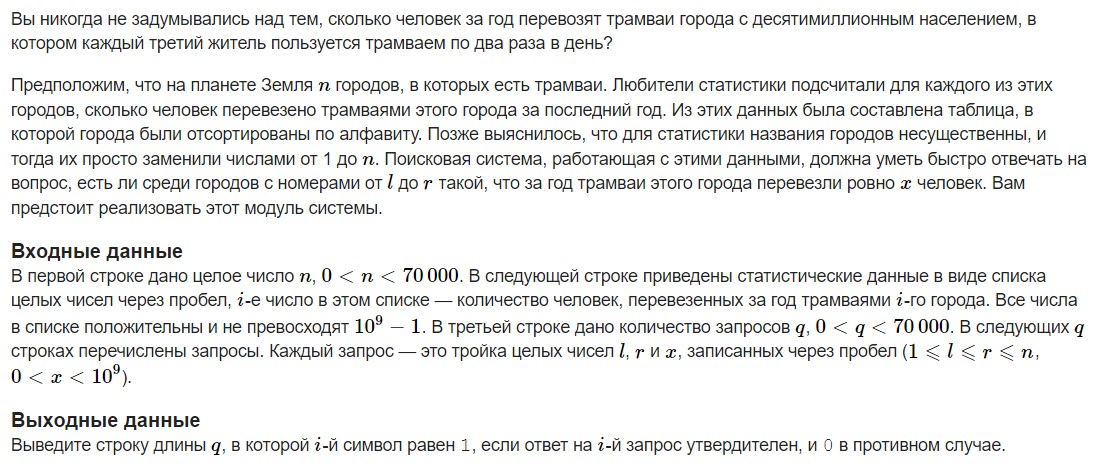 Вы никогда не задумывались над тем, сколько человек за год перевозят трамваи города с десятимиллионным населением, в
котором каждый третий житель пользуется трамваем по два раза в день?
Предположим, что на планете Земля n городов, в которых есть трамваи. Любители статистики подсчитали для каждого из этих
городов, сколько человек перевезено трамваями этого города за последний год. Из этих данных была составлена таблица, в
которой города были отсортированы по алфавиту. Позже выяснилось, что для статистики названия городов несущественны, и
тогда их просто заменили числами от 1 до n. Поисковая система, работающая с этими данными, должна уметь быстро отвечать на
вопрос, есть ли среди городов с номерами от l до r такой, что за год трамваи этого города перевезли ровно x человек. Вам
предстоит реализовать этот модуль системы.
Входные данные
В первой строке дано целое число n, 0 < n < 70 000. В следующей строке приведены статистические данные в виде списка
целых чисел через пробел, i-е число в этом списке — количество человек, перевезенных за год трамваями i-го города. Все числа
в списке положительны и не превосходят 10⁹ − 1. В третьей строке дано количество запросов q, 0 < q < 70 000. В следующих q
строках перечислены запросы. Каждый запрос — это тройка целых чисел l, r и x, записанных через пробел (1 ⩽ l ⩽ r ⩽ n,
0 < x < 10⁹).
Выходные данные
Выведите строку длины q, в которой i-й символ равен 1, если ответ на i-й запрос утвердителен, и 0 в противном случае.